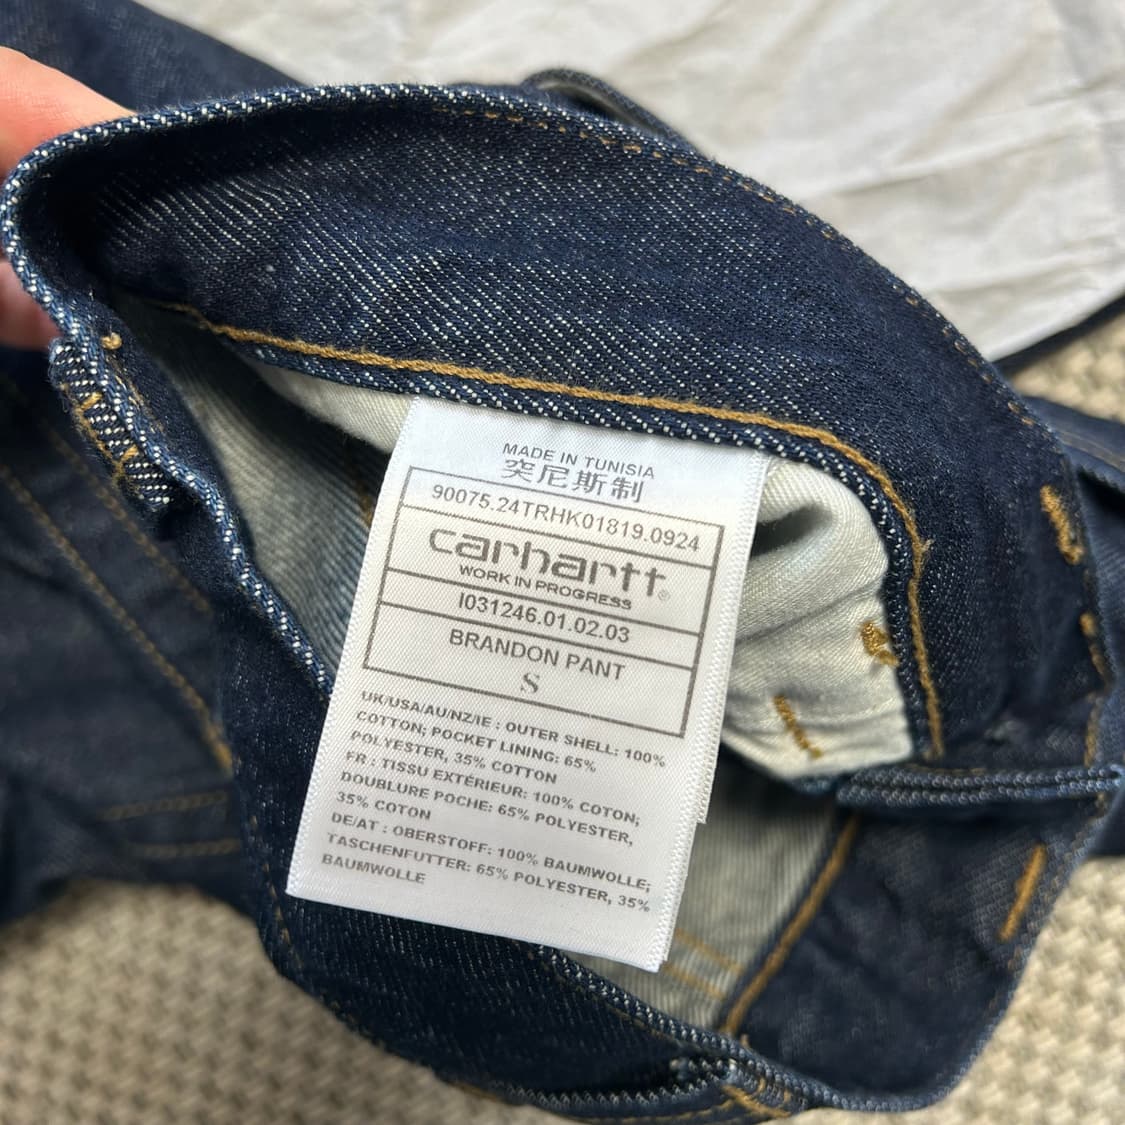 MADE IN TUNISIA
突尼斯制
90075.24TRHK01819.0924
carhartt®
WORK IN PROGRESS
I031246.01.02.03
BRANDON PANT
S
UK/USA/AU/NZ/IE : OUTER SHELL: 100%
COTTON; POCKET LINING: 65%
POLYESTER, 35% COTTON
FR : TISSU EXTÉRIEUR: 100% COTON;
DOUBLURE POCHE: 65% POLYESTER,
35% COTON
DE/AT : OBERSTOFF: 100% BAUMWOLLE;
TASCHENFUTTER: 65% POLYESTER, 35%
BAUMWOLLE